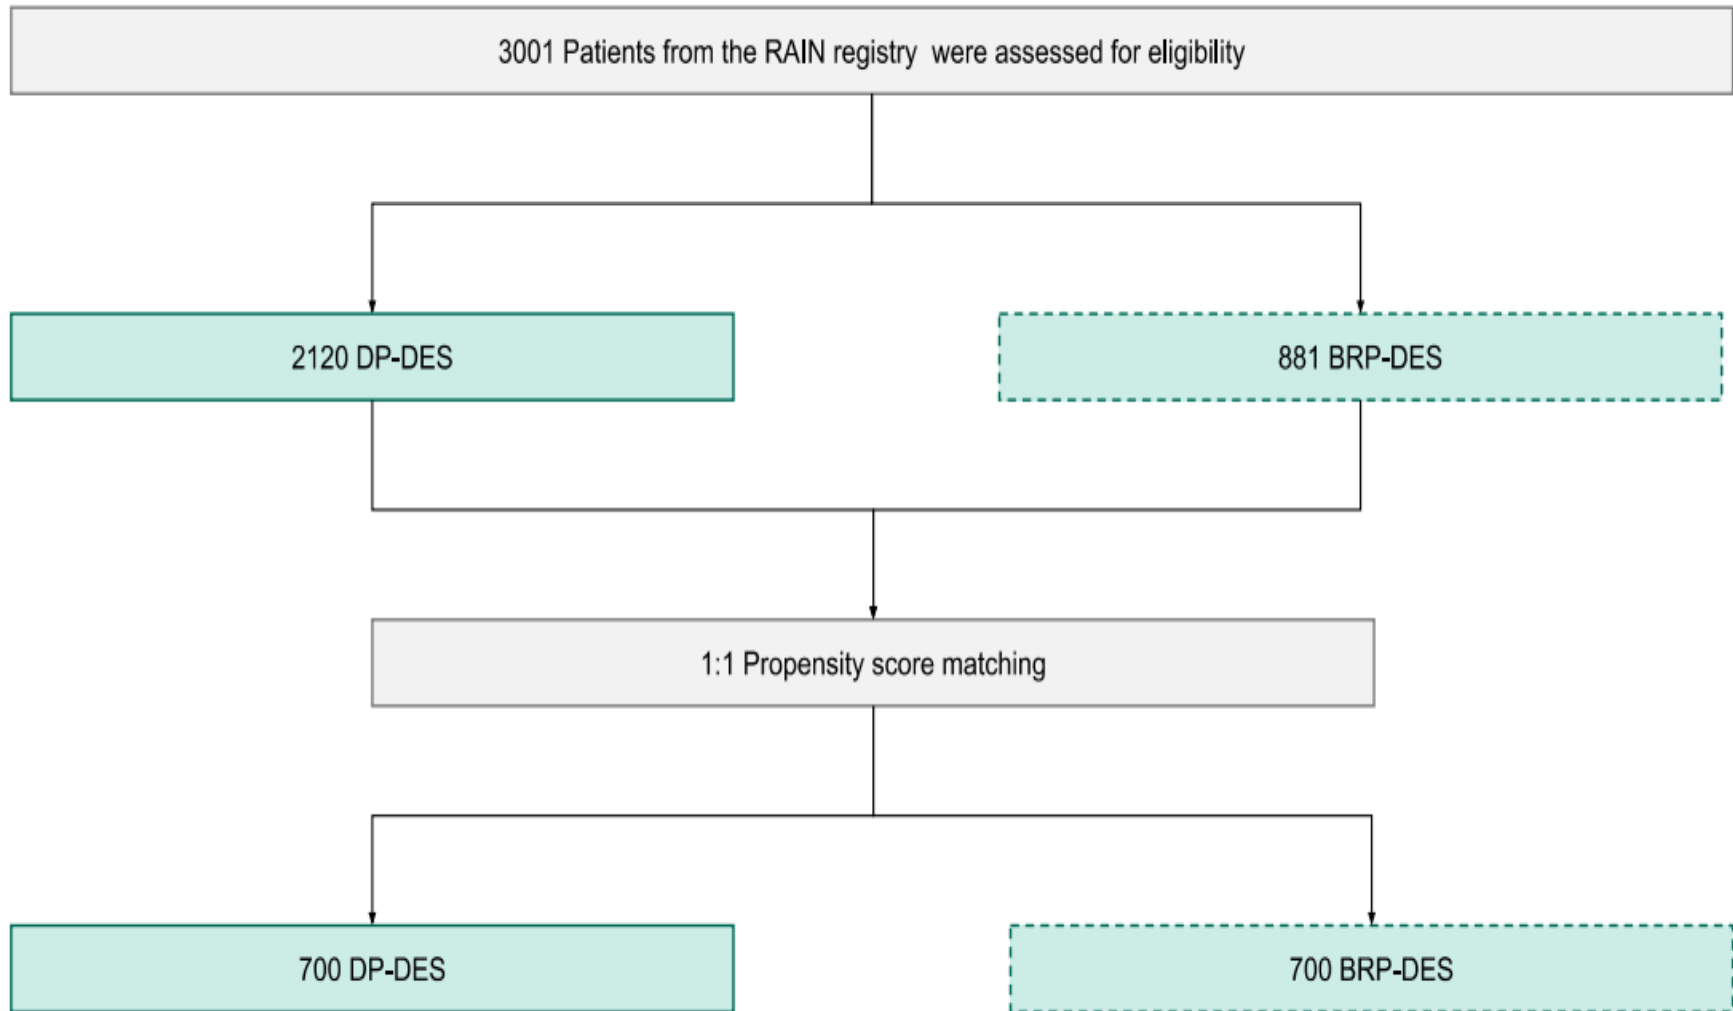 3001 Patients from the RAIN registry were assessed for eligibility
2120 DP-DES
881 BRP-DES
1:1 Propensity score matching
700 DP-DES
700 BRP-DES